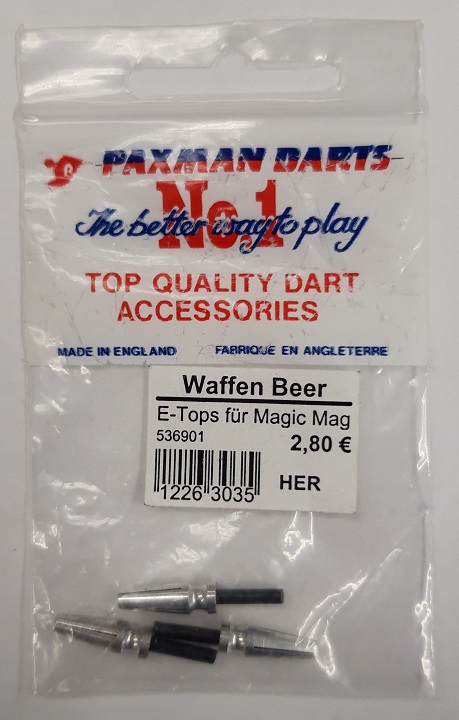 PAXMAN DARTS
No.1
The better way to play
TOP QUALITY DART
ACCESSORIES
MADE IN ENGLAND FABRIQUE EN ANGLETERRE
Waffen Beer
E-Tops für Magic Mag
536901 2,80 €
1226 3035 HER